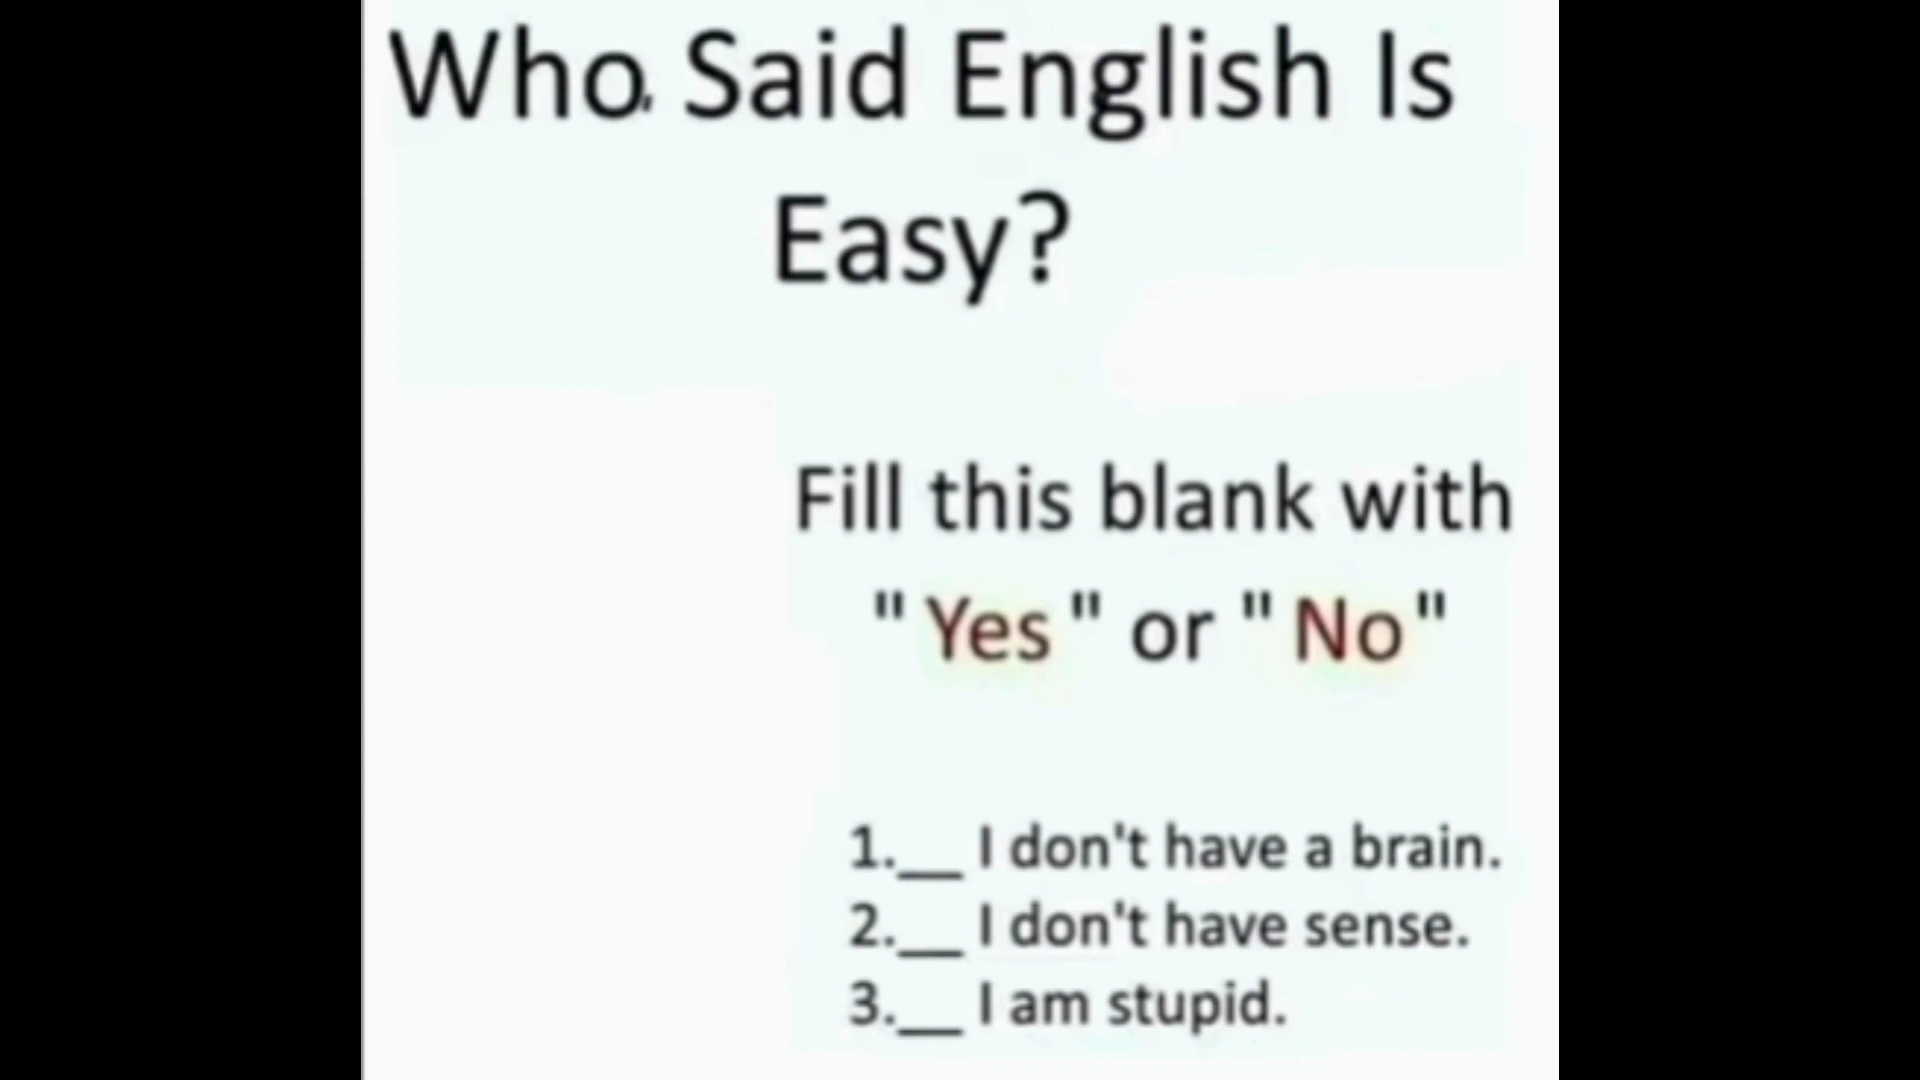 Who Said English Is
Easy?
Fill this blank with
" Yes " or " No "
1.__ I don't have a brain.
2.__ I don't have sense.
3.__ I am stupid.